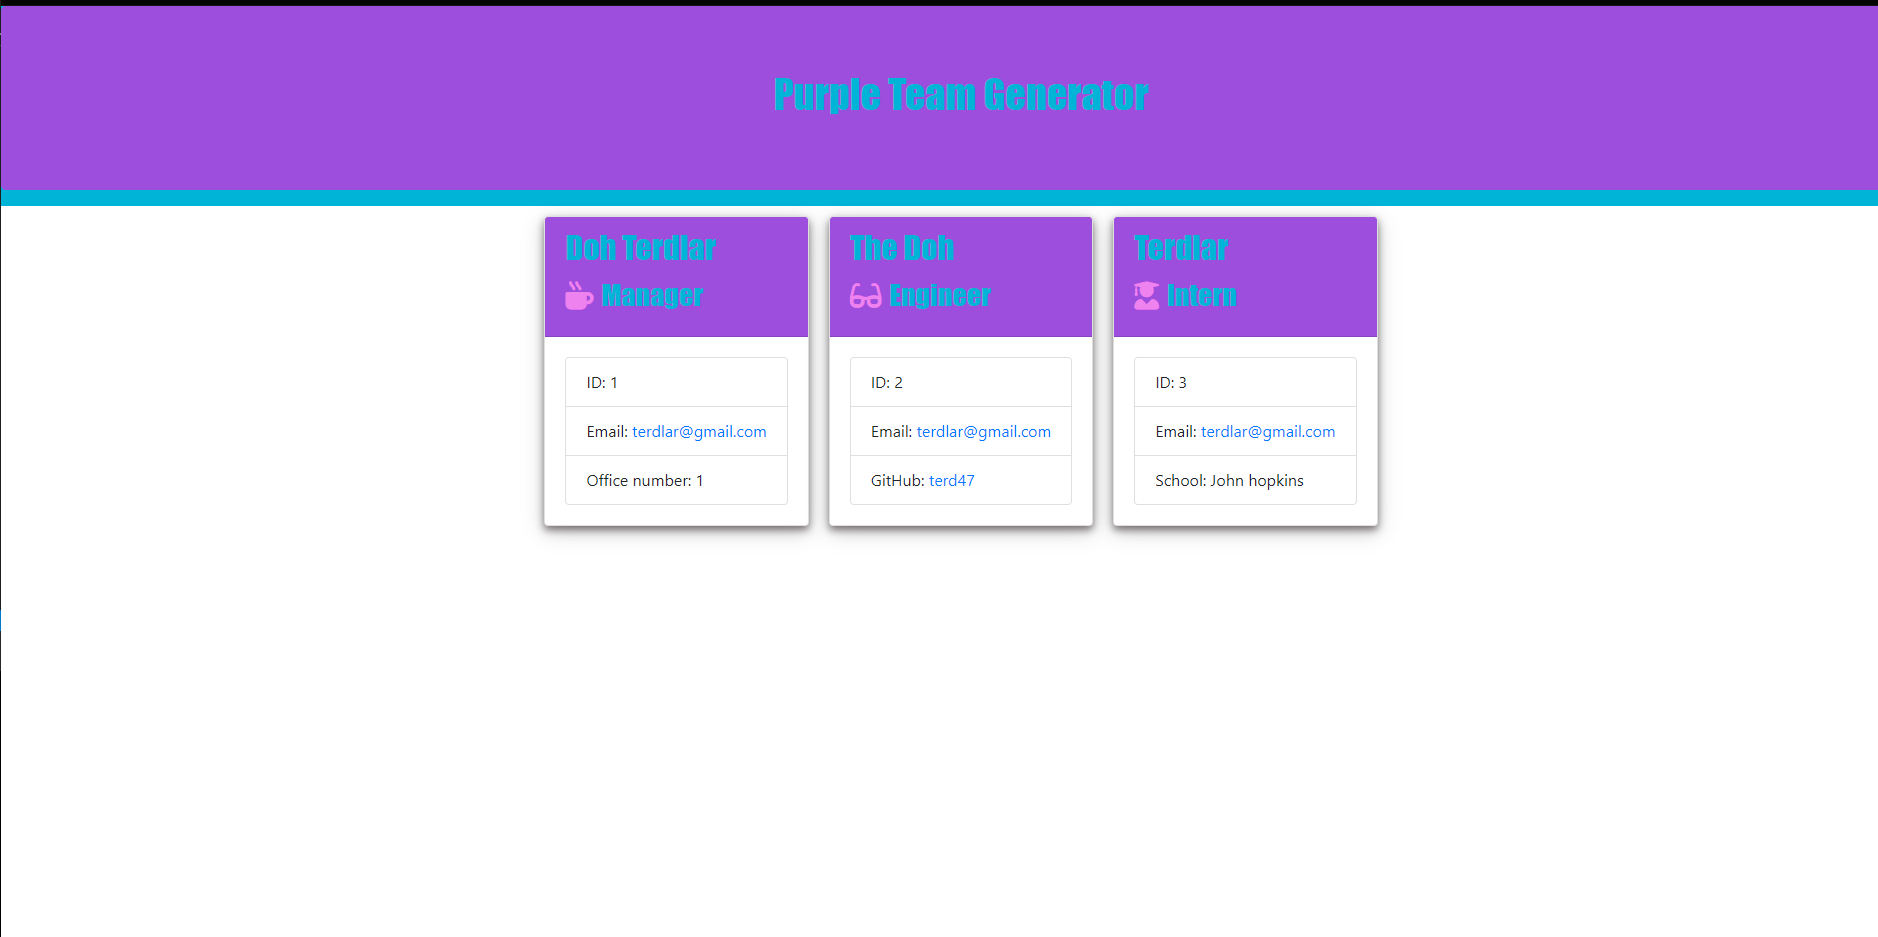 Purple Team Generator
Doh Terdlar
Manager
ID: 1
Email: terdlar@gmail.com
Office number: 1
The Doh
Engineer
ID: 2
Email: terdlar@gmail.com
GitHub: terd47
Terdlar
Intern
ID: 3
Email: terdlar@gmail.com
School: John hopkins